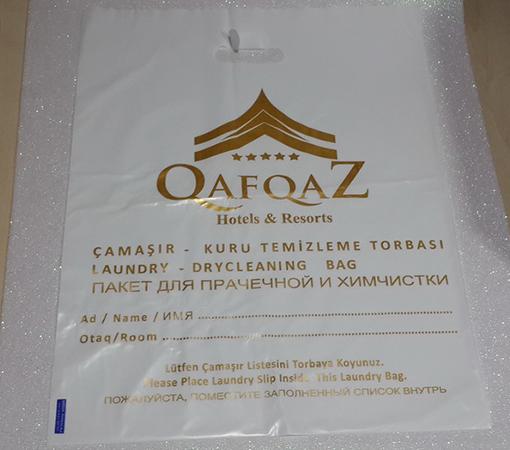 QAFQAZ
Hotels & Resorts
ÇAMAŞIR - KURU TEMİZLEME TORBASI
LAUNDRY - DRYCLEANING BAG
ПАКЕТ ДЛЯ ПРАЧЕЧНОЙ И ХИМЧИСТКИ
Ad / Name / ИМЯ
Otaq/Room
Lütfen Çamaşır Listesini Torbaya Koyunuz.
Please Place Laundry Slip Inside This Laundry Bag.
ПОЖАЛУЙСТА, ПОМЕСТИТЕ ЗАПОЛНЕННЫЙ СПИСОК ВНУТРЬ